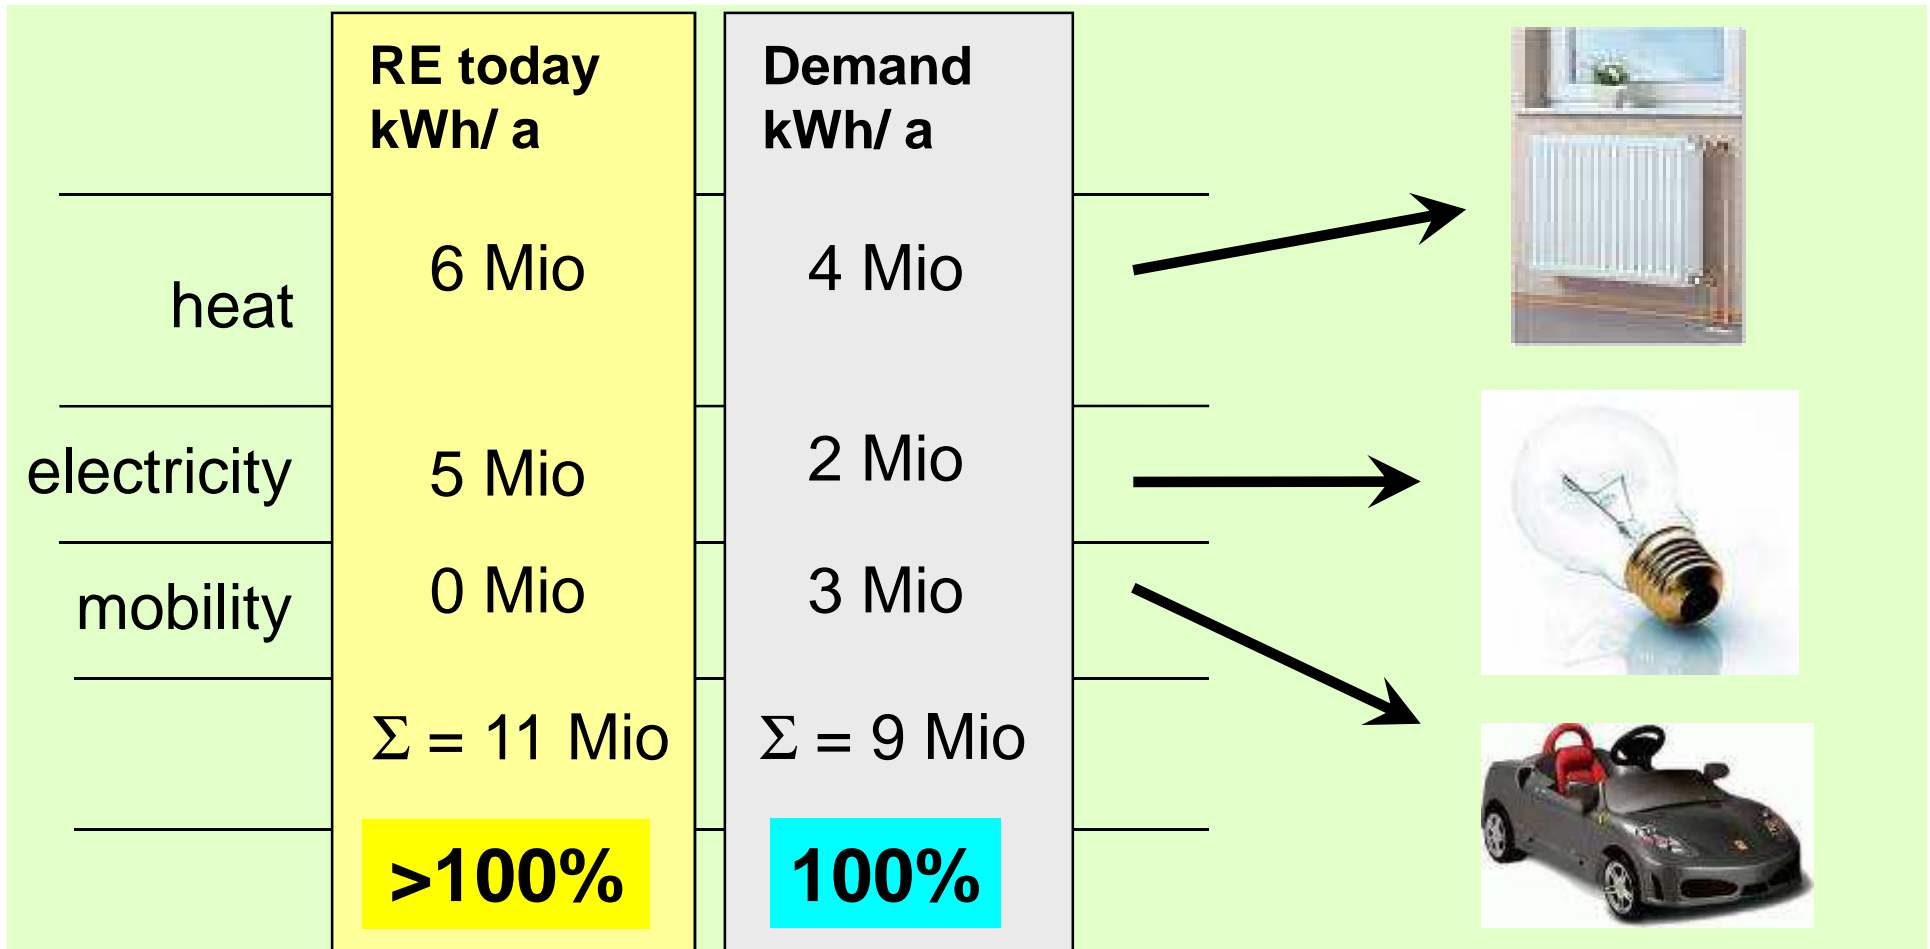 RE today
kWh/ a
Demand
kWh/ a
heat
6 Mio
4 Mio
electricity
5 Mio
2 Mio
mobility
0 Mio
3 Mio
Σ = 11 Mio
Σ = 9 Mio
>100%
100%